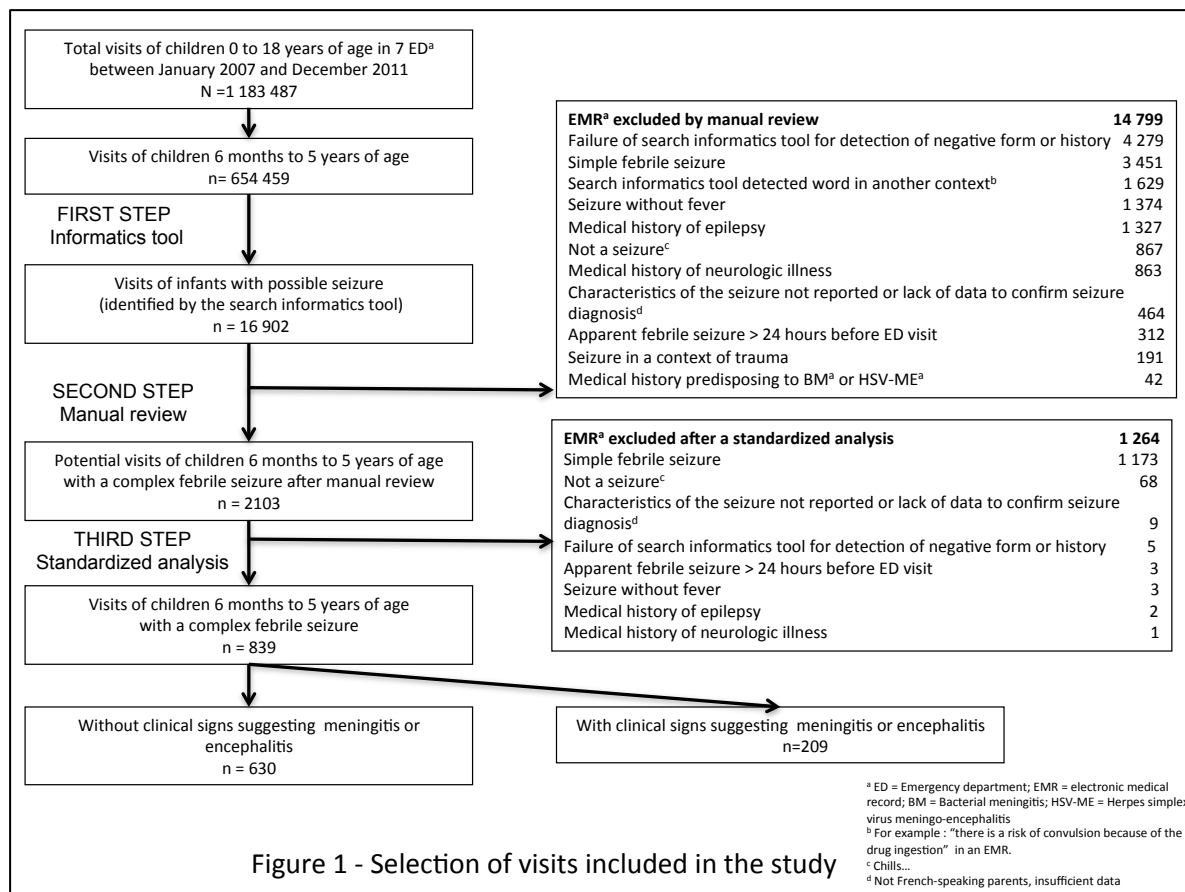 Total visits of children 0 to 18 years of age in 7 EDª
between January 2007 and December 2011
N =1 183 487
Visits of children 6 months to 5 years of age
n= 654 459
FIRST STEP
Informatics tool
Visits of infants with possible seizure
(identified by the search informatics tool)
n = 16 902
EMRª excluded by manual review 14 799
Failure of search informatics tool for detection of negative form or history 4 279
Simple febrile seizure 3 451
Search informatics tool detected word in another contextᵇ 1 629
Seizure without fever 1 374
Medical history of epilepsy 1 327
Not a seizureᶜ 867
Medical history of neurologic illness 863
Characteristics of the seizure not reported or lack of data to confirm seizure
diagnosisᵈ 464
Apparent febrile seizure > 24 hours before ED visit 312
Seizure in a context of trauma 191
Medical history predisposing to BMª or HSV-MEª 42
SECOND STEP
Manual review
Potential visits of children 6 months to 5 years of age
with a complex febrile seizure after manual review
n = 2103
EMRª excluded after a standardized analysis 1 264
Simple febrile seizure 1 173
Not a seizureᶜ 68
Characteristics of the seizure not reported or lack of data to confirm seizure
diagnosisᵈ 9
Failure of search informatics tool for detection of negative form or history 5
Apparent febrile seizure > 24 hours before ED visit 3
Seizure without fever 3
Medical history of epilepsy 2
Medical history of neurologic illness 1
THIRD STEP
Standardized analysis
Visits of children 6 months to 5 years of age
with a complex febrile seizure
n = 839
Without clinical signs suggesting meningitis or
encephalitis
n = 630
With clinical signs suggesting meningitis or encephalitis
n=209
ª ED = Emergency department; EMR = electronic medical
record; BM = Bacterial meningitis; HSV-ME = Herpes simplex
virus meningo-encephalitis
ᵇ For example : “there is a risk of convulsion because of the
drug ingestion” in an EMR.
ᶜ Chills...
ᵈ Not French-speaking parents, insufficient data
Figure 1 - Selection of visits included in the study